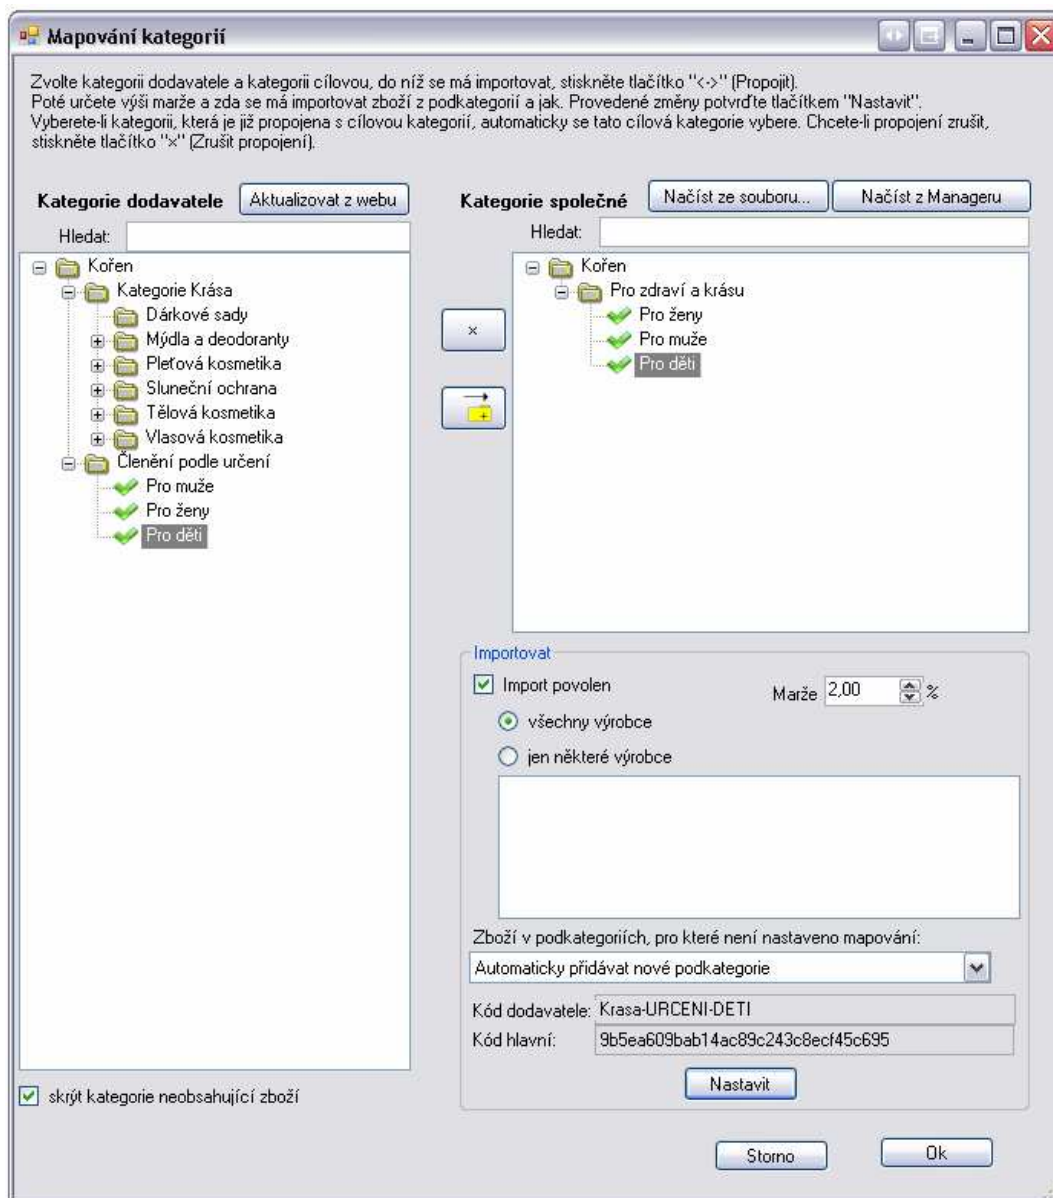 Mapování kategorií
Zvolte kategorii dodavatele a kategorii cílovou, do níž se má importovat, stiskněte tlačítko "<->" (Propojit).
Poté určete výši marže a zda se má importovat zboží z podkategorií a jak. Provedené změny potvrďte tlačítkem "Nastavit".
Vyberete-li kategorii, která je již propojena s cílovou kategorií, automaticky se tato cílová kategorie vybere. Chcete-li propojení zrušit,
stiskněte tlačítko "×" (Zrušit propojení).
Kategorie dodavatele
Aktualizovat z webu
Hledat:
Kořen
Kategorie Krása
Dárkové sady
Mýdla a deodoranty
Pleťová kosmetika
Sluneční ochrana
Tělová kosmetika
Vlasová kosmetika
Členění podle určení
Pro muže
Pro ženy
Pro děti
skrýt kategorie neobsahující zboží
×
Kategorie společné
Načíst ze souboru...
Načíst z Manageru
Hledat:
Kořen
Pro zdraví a krásu
Pro ženy
Pro muže
Pro děti
Importovat
Import povolen
Marže 2,00 %
všechny výrobce
jen některé výrobce
Zboží v podkategoriích, pro které není nastaveno mapování:
Automaticky přidávat nové podkategorie
Kód dodavatele: Krasa-URCENI-DETI
Kód hlavní: 9b5ea609bab14ac89c243c8ecf45c695
Nastavit
Storno
Ok